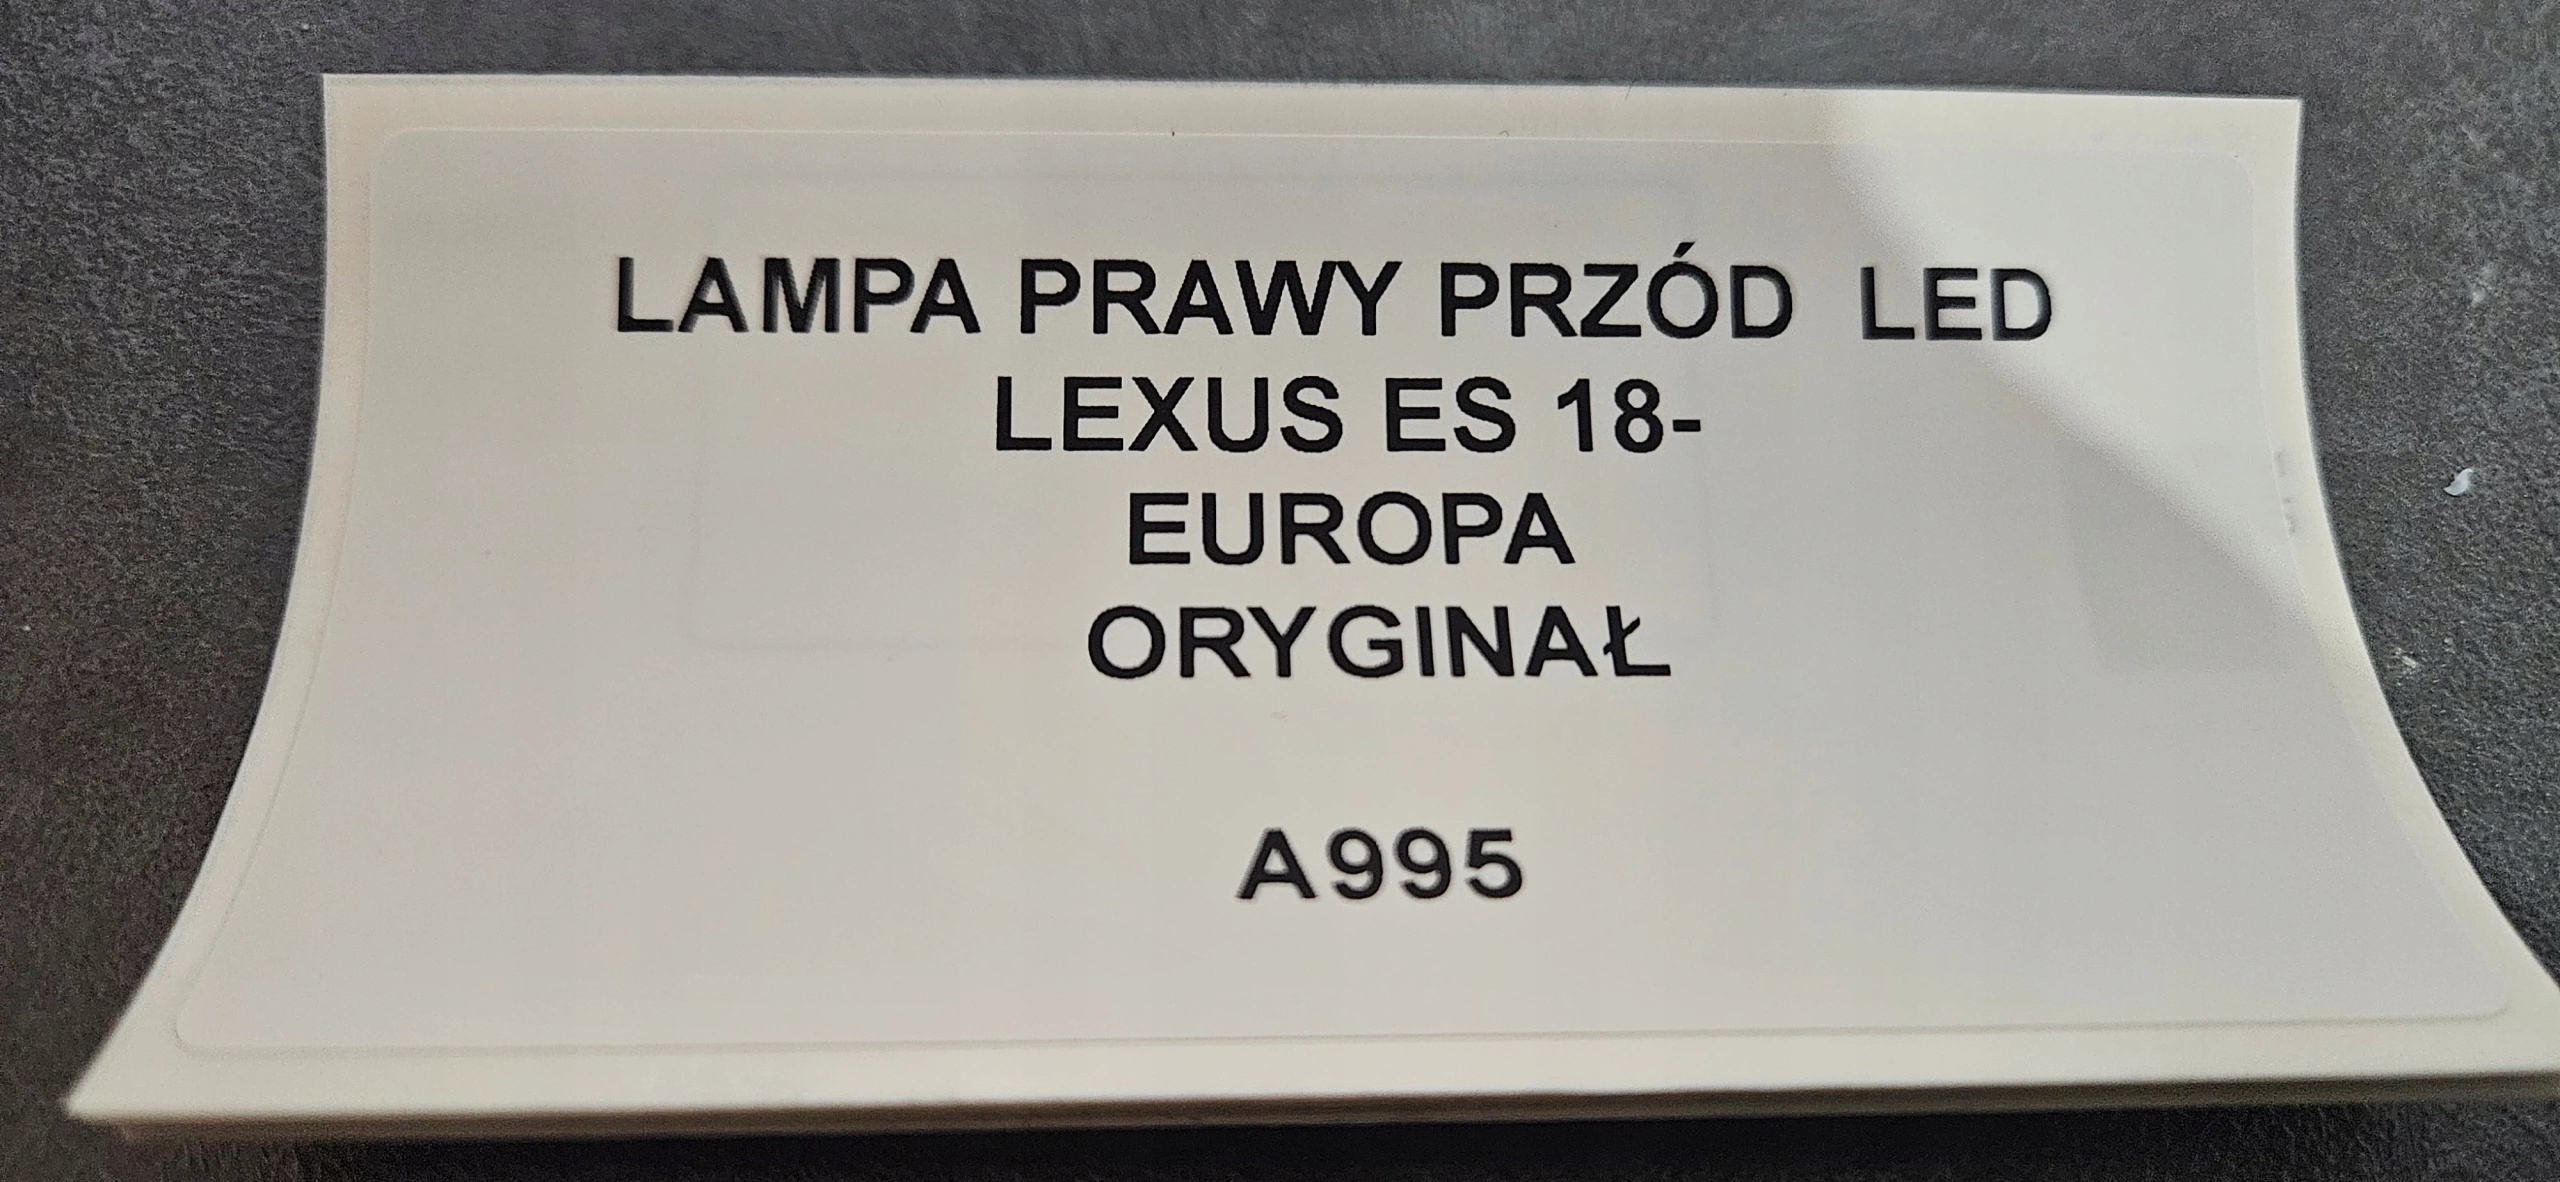 LAMPA PRAWY PRZÓD LED
LEXUS ES 18-
EUROPA
ORYGINAŁ
A995